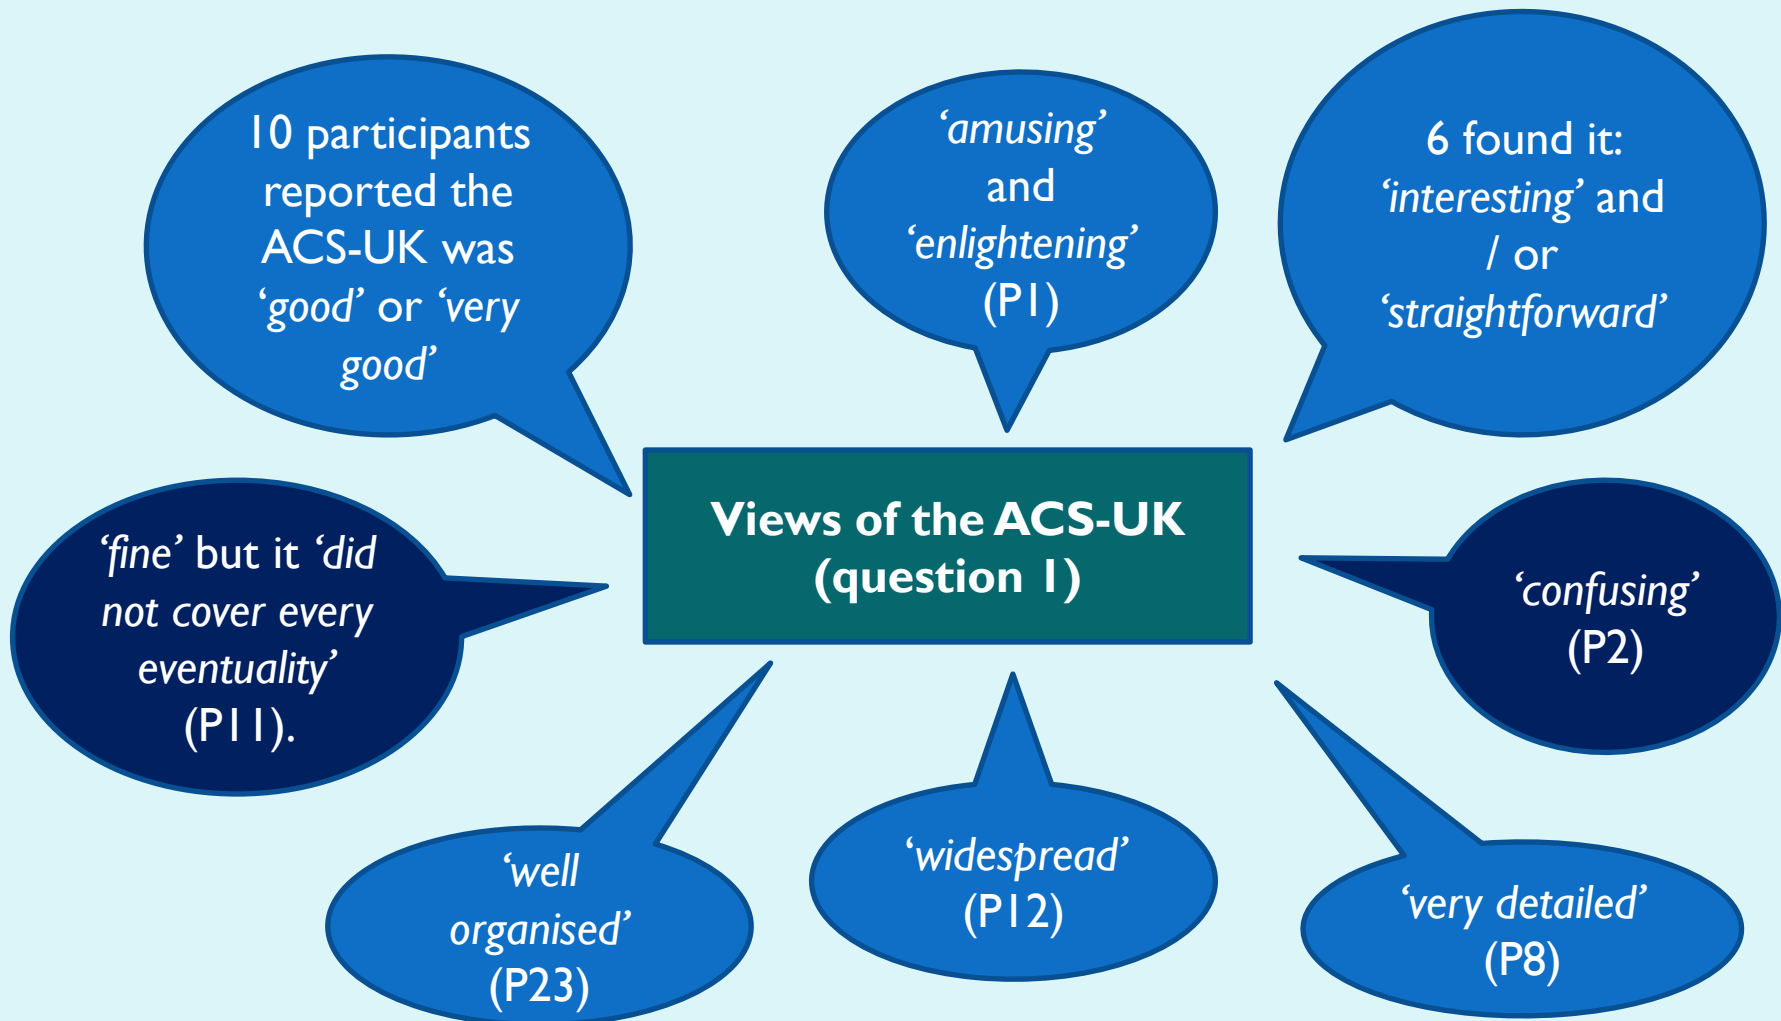 10 participants
reported the
ACS-UK was
‘good’ or ‘very
good’
‘amusing’
and
‘enlightening’
(P1)
6 found it:
‘interesting’ and
/ or
‘straightforward’
Views of the ACS-UK
(question 1)
‘fine’ but it ‘did
not cover every
eventuality’
(P11).
‘confusing’
(P2)
‘well
organised’
(P23)
‘widespread’
(P12)
‘very detailed’
(P8)